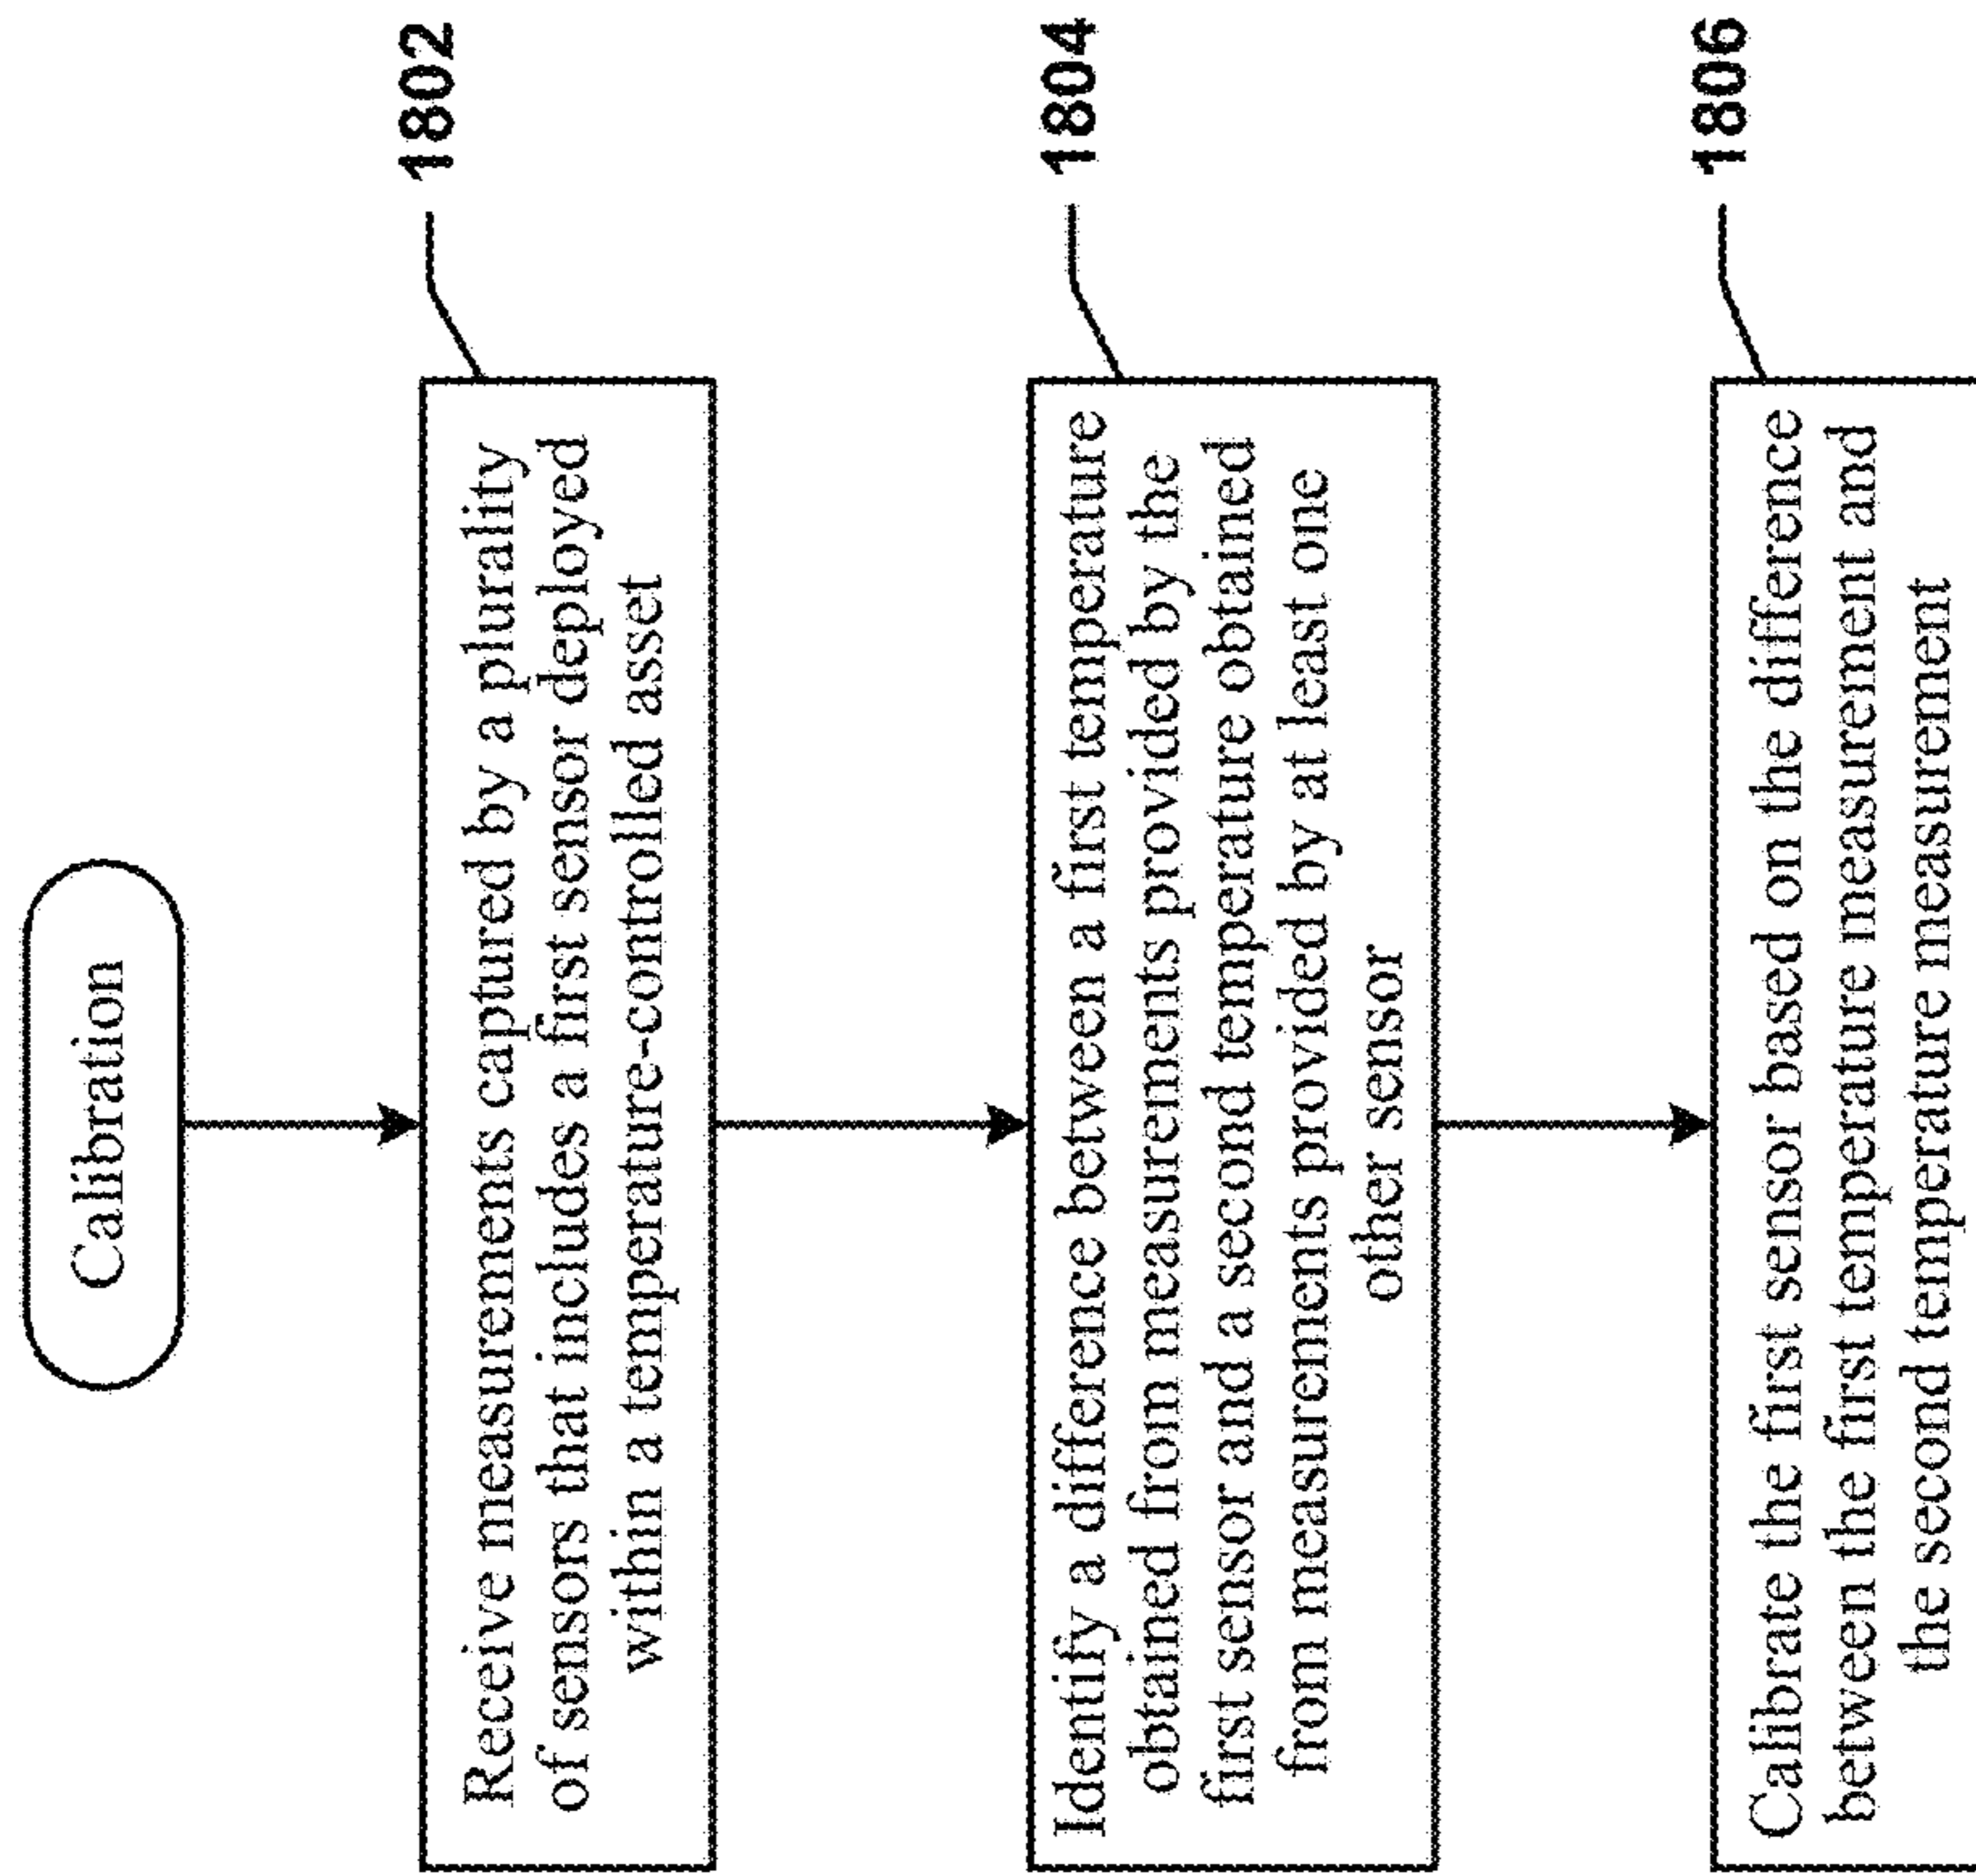 Calibration
1802
Receive measurements captured by a plurality
of sensors that includes a first sensor deployed
within a temperature-controlled asset
1804
Identify a difference between a first temperature
obtained from measurements provided by the
first sensor and a second temperature obtained
from measurements provided by at least one
other sensor
1806
Calibrate the first sensor based on the difference
between the first temperature measurement and
the second temperature measurement